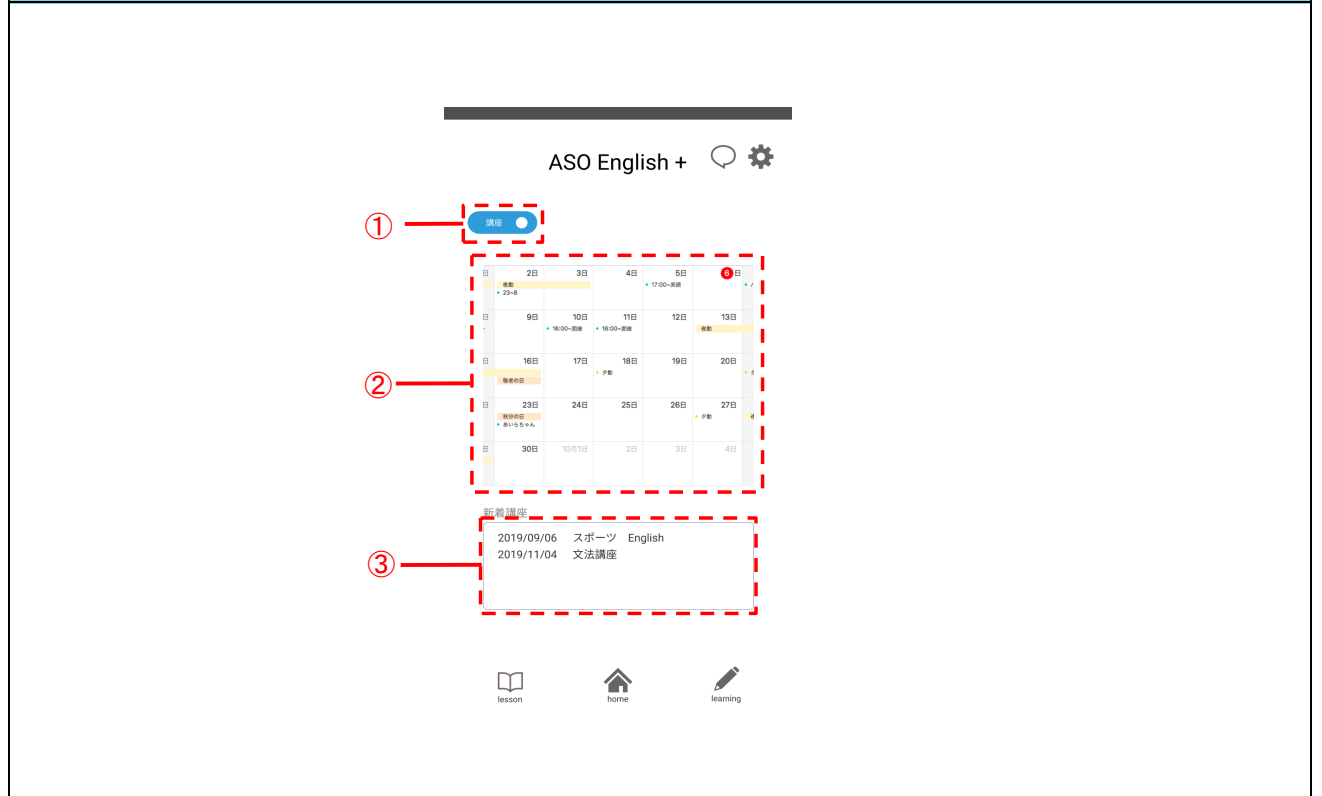 ASO English +
①
講座
日 2日 3日 4日 5日 6日
夜勤
• 23~8
• 17:00~英語
日 9日 10日 11日 12日 13日
• 16:00~面接 • 16:00~面接
夜勤
②
日 16日 17日 18日 19日 20日
• 夕勤
敬老の日
日 23日 24日 25日 26日 27日
秋分の日
• あいらちゃん
• 夕勤
日 30日 10月1日 2日 3日 4日
新着講座
2019/09/06 スポーツ English
2019/11/04 文法講座
③
lesson home learning